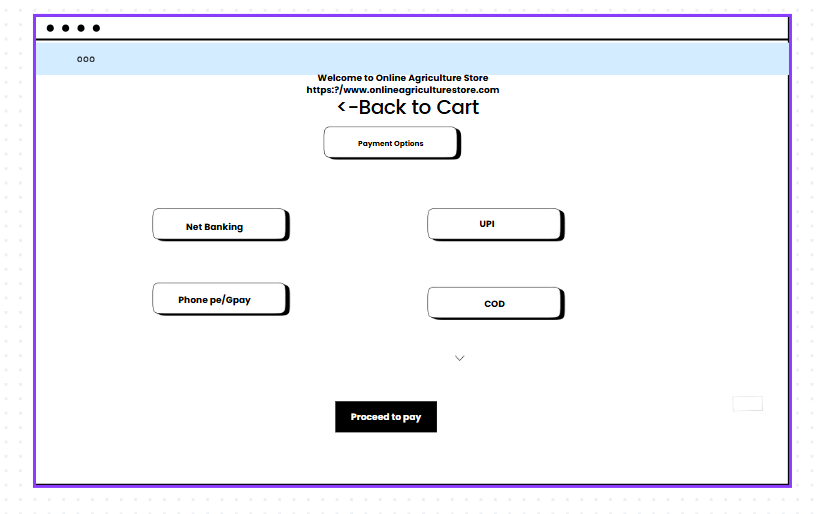 ooo
Welcome to Online Agriculture Store
https:?/www.onlineagriculturestore.com
<-Back to Cart
Payment Options
Net Banking
UPI
Phone pe/Gpay
COD
Proceed to pay